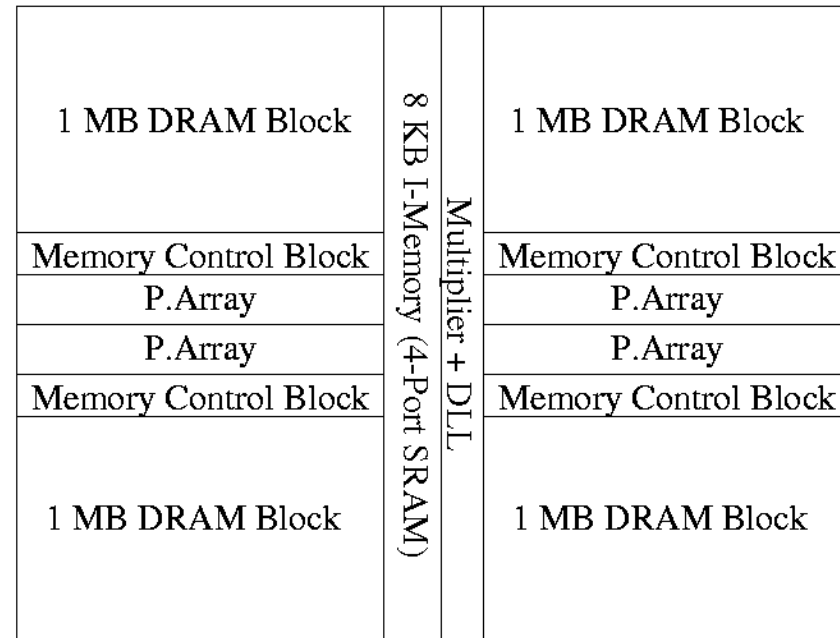 1 MB DRAM Block
Memory Control Block
P.Array
P.Array
Memory Control Block
1 MB DRAM Block
8 KB I-Memory (4-Port SRAM)
Multiplier + DLL
1 MB DRAM Block
Memory Control Block
P.Array
P.Array
Memory Control Block
1 MB DRAM Block